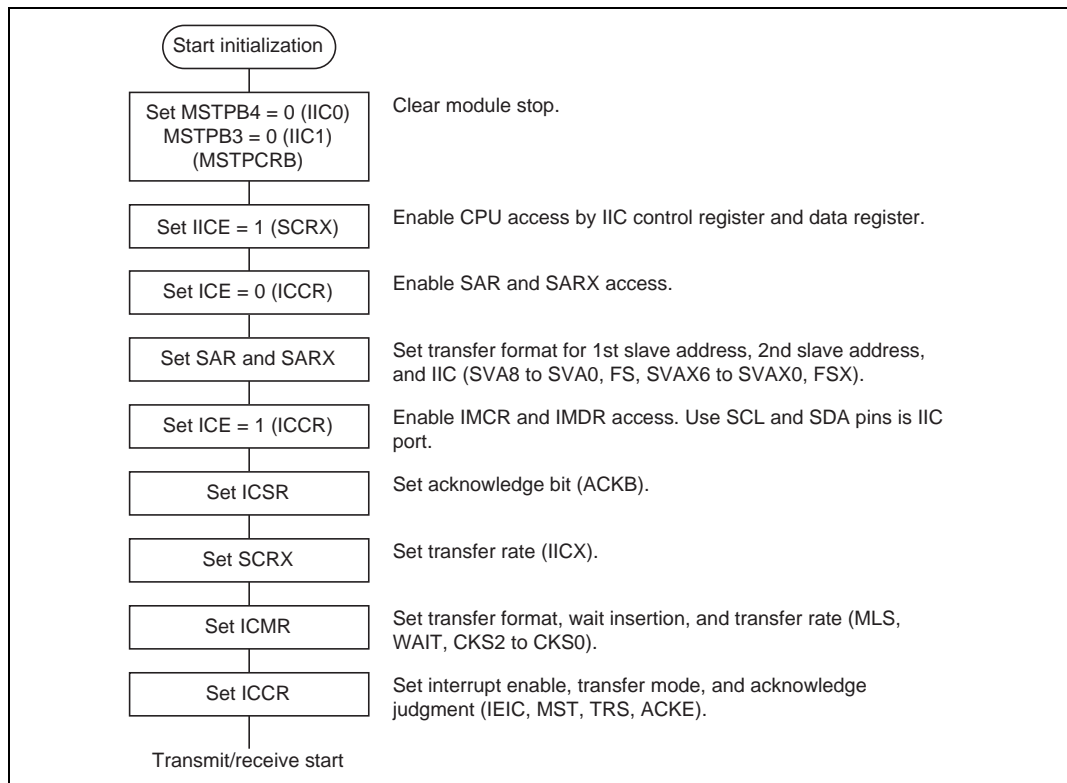 Start initialization
Set MSTPB4 = 0 (IIC0)
MSTPB3 = 0 (IIC1)
(MSTPCRB)
Clear module stop.
Set IICE = 1 (SCRX)
Enable CPU access by IIC control register and data register.
Set ICE = 0 (ICCR)
Enable SAR and SARX access.
Set SAR and SARX
Set transfer format for 1st slave address, 2nd slave address,
and IIC (SVA8 to SVA0, FS, SVAX6 to SVAX0, FSX).
Set ICE = 1 (ICCR)
Enable IMCR and IMDR access. Use SCL and SDA pins is IIC
port.
Set ICSR
Set acknowledge bit (ACKB).
Set SCRX
Set transfer rate (IICX).
Set ICMR
Set transfer format, wait insertion, and transfer rate (MLS,
WAIT, CKS2 to CKS0).
Set ICCR
Set interrupt enable, transfer mode, and acknowledge
judgment (IEIC, MST, TRS, ACKE).
Transmit/receive start